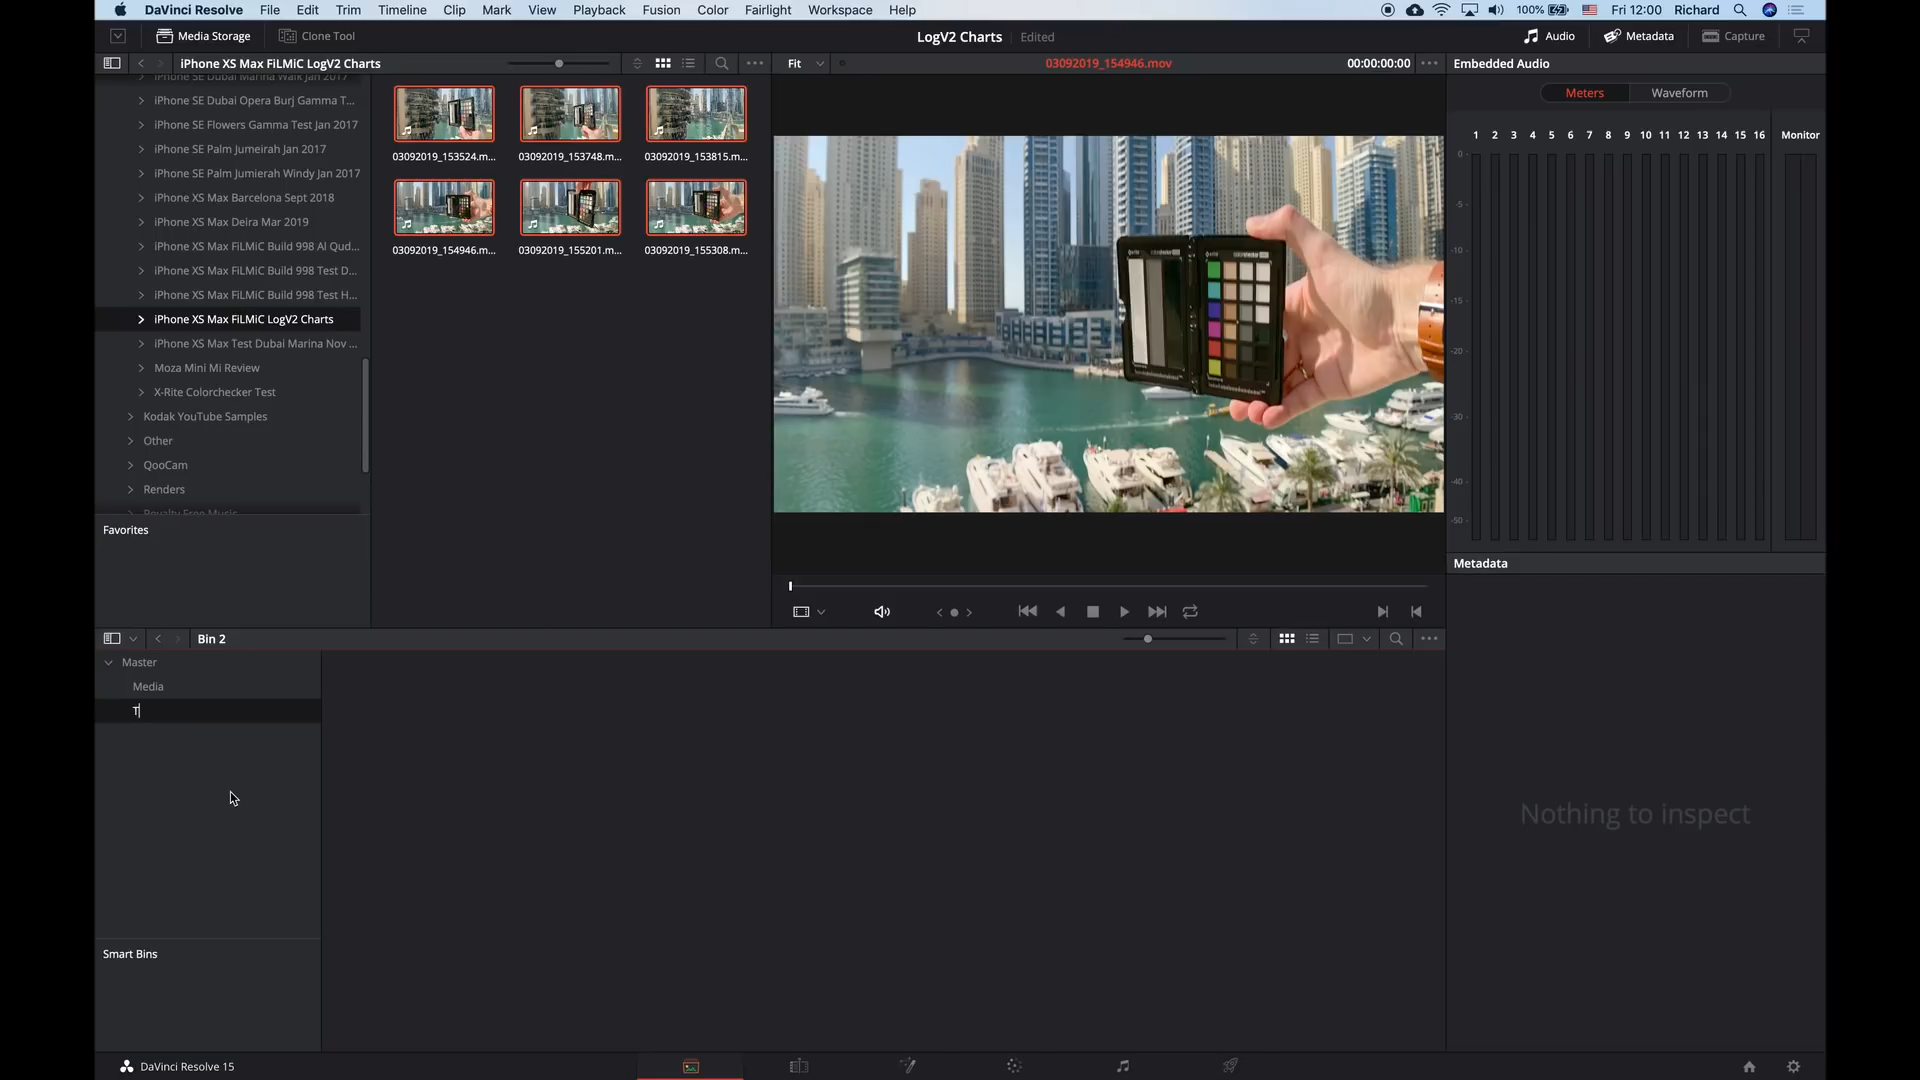 DaVinci Resolve File Edit Trim Timeline Clip Mark View Playback Fusion Color Fairlight Workspace Help 100% Fri 12:00 Richard
Media Storage Clone Tool LogV2 Charts Edited Audio Metadata Capture
iPhone XS Max FiLMiC LogV2 Charts Fit 03092019_154946.mov 00:00:00:00 Embedded Audio
iPhone SE Dubai Marina Walk Jan 2017
iPhone SE Dubai Opera Burj Gamma T...
iPhone SE Flowers Gamma Test Jan 2017
iPhone SE Palm Jumeirah Jan 2017
iPhone SE Palm Jumierah Windy Jan 2017
iPhone XS Max Barcelona Sept 2018
iPhone XS Max Deira Mar 2019
iPhone XS Max FiLMiC Build 998 Al Qud...
iPhone XS Max FiLMiC Build 998 Test D...
iPhone XS Max FiLMiC Build 998 Test H...
iPhone XS Max FiLMiC LogV2 Charts
iPhone XS Max Test Dubai Marina Nov ...
Moza Mini Mi Review
X-Rite Colorchecker Test
Kodak YouTube Samples
Other
QooCam
Renders
Royalty Free Music
Favorites
03092019_153524.m... 03092019_153748.m... 03092019_153815.m...
03092019_154946.m... 03092019_155201.m... 03092019_155308.m...
Meters Waveform
1 2 3 4 5 6 7 8 9 10 11 12 13 14 15 16 Monitor
0
-5
-10
-15
-20
-30
-40
-50
Metadata
Nothing to inspect
Bin 2
Master
Media
T
Smart Bins
DaVinci Resolve 15